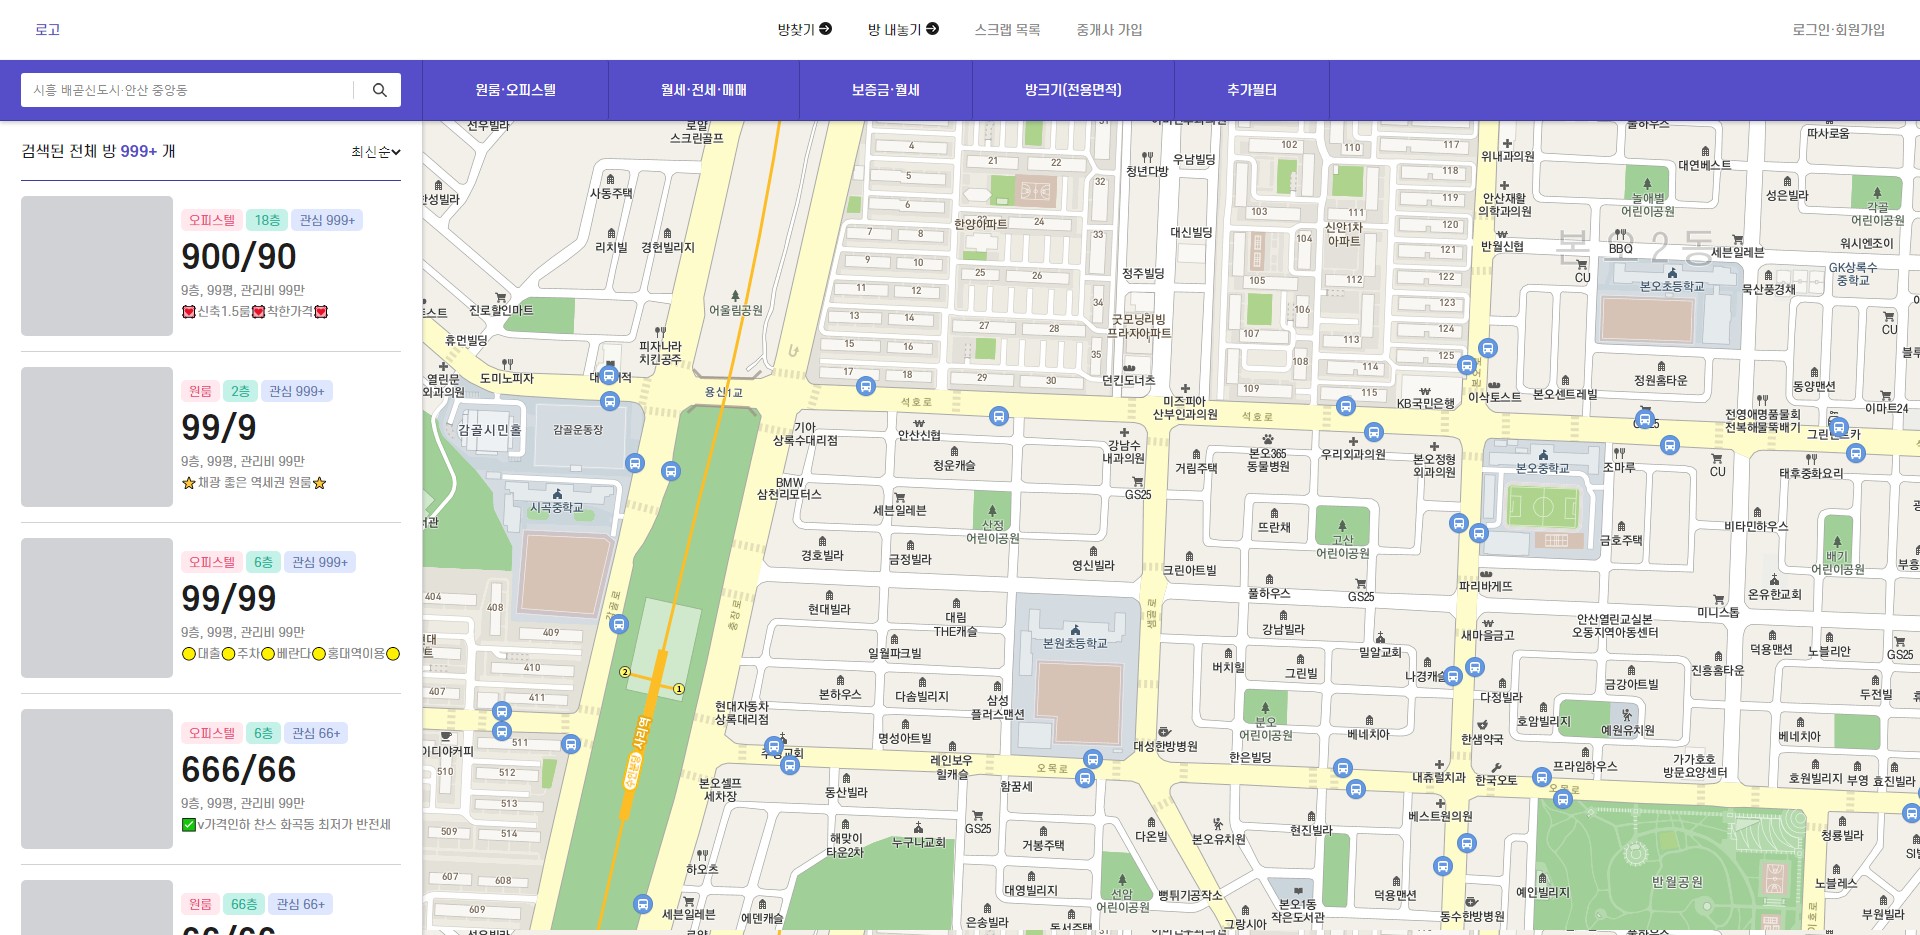 로고
방찾기
방 내놓기
스크랩 목록
중개사 가입
로그인·회원가입
시흥 배곧신도시·안산 중앙동
원룸·오피스텔
월세·전세·매매
보증금·월세
방크기(전용면적)
추가필터
검색된 전체 방 999+ 개
최신순
오피스텔 18층 관심 999+
900/90
9층, 99평, 관리비 99만
💟신축1.5룸💟착한가격💟
원룸 2층 관심 999+
99/9
9층, 99평, 관리비 99만
⭐채광 좋은 역세권 원룸⭐
오피스텔 6층 관심 999+
99/99
9층, 99평, 관리비 99만
🟡대출🟡주차🟡베란다🟡홍대역이용🟡
오피스텔 6층 관심 66+
666/66
9층, 99평, 관리비 99만
✅v가격인하 찬스 화곡동 최저가 반전세
원룸 66층 관심 66+
66/66
선우빌라
로얄
스크린골프
사동주택
리치빌
경헌빌리지
진로할인마트
어울림공원
휴먼빌딩
피자나라
치킨공주
도미노피자
열린문
외과의원
용신1교
감골시민홀
감골운동장
시곡중학교
한양아파트
청년다방
우남빌딩
대신빌딩
정주빌딩
굿모닝리빙
프라자아파트
던킨도너츠
미즈피아
산부인과의원
신안1차
아파트
위내과의원
안산재활
의학과의원
반월신협
놀애별
어린이공원
대연베스트
성은빌라
따사로움
각골
어린이공원
본오2동
BBQ
세븐일레븐
워시엔조이
CU
본오초등학교
묵산풍경채
GK상록수
중학교
CU
정원홈타운
동양맨션
이마트24
본오센트레빌
이삭토스트
KB국민은행
석호로
석호로
전영애명품물회
전복해물뚝배기
기아
상록수대리점
안산신협
청운캐슬
강남수
내과의원
거림주택
본오365
동물병원
우리외과의원
본오정형
외과의원
본오중학교
조마루
CU
태후중화요리
BMW
삼천리모터스
세븐일레븐
산정
어린이공원
GS25
뜨란채
고산
어린이공원
금호주택
비타민하우스
배기
어린이공원
경호빌라
금정빌라
영신빌라
크린아트빌
풀하우스
GS25
파리바게뜨
미니스톱
온유한교회
현대빌라
대림
THE캐슬
본원초등학교
강남빌라
새마을금고
안산열린교실본
오동지역아동센터
일월파크빌
버치힐
그린빌
밀알교회
나경캐슬
진흥홈타운
덕용맨션
노블리안
GS25
본하우스
다솜빌리지
삼성
플러스맨션
다정빌라
금강아트빌
두전빌
현대자동차
상록대리점
명성아트빌
대성한방병원
본오
어린이공원
베네치아
호암빌리지
예원유치원
베네치아
한샘약국
레인보우
힐캐슬
오목로
한은빌딩
내츄럴치과
한국오토
프라임하우스
가가호호
방문요양센터
호원빌리지
부영
효진빌라
수인분당 사리역
이디야커피
본오셀프
세차장
동산빌라
함꿈세
베스트원의원
GS25
다온빌
본오유치원
현진빌라
청룡빌라
해맞이
타운2차
누구나교회
거봉주택
하오츠
대영빌리지
선암
어린이공원
뻥튀기공작소
덕용맨션
예인빌리지
반월공원
노블레스
세븐일레븐
에덴캐슬
은송빌라
그랑시아
본오1동
작은도서관
동수한방병원
부원빌라